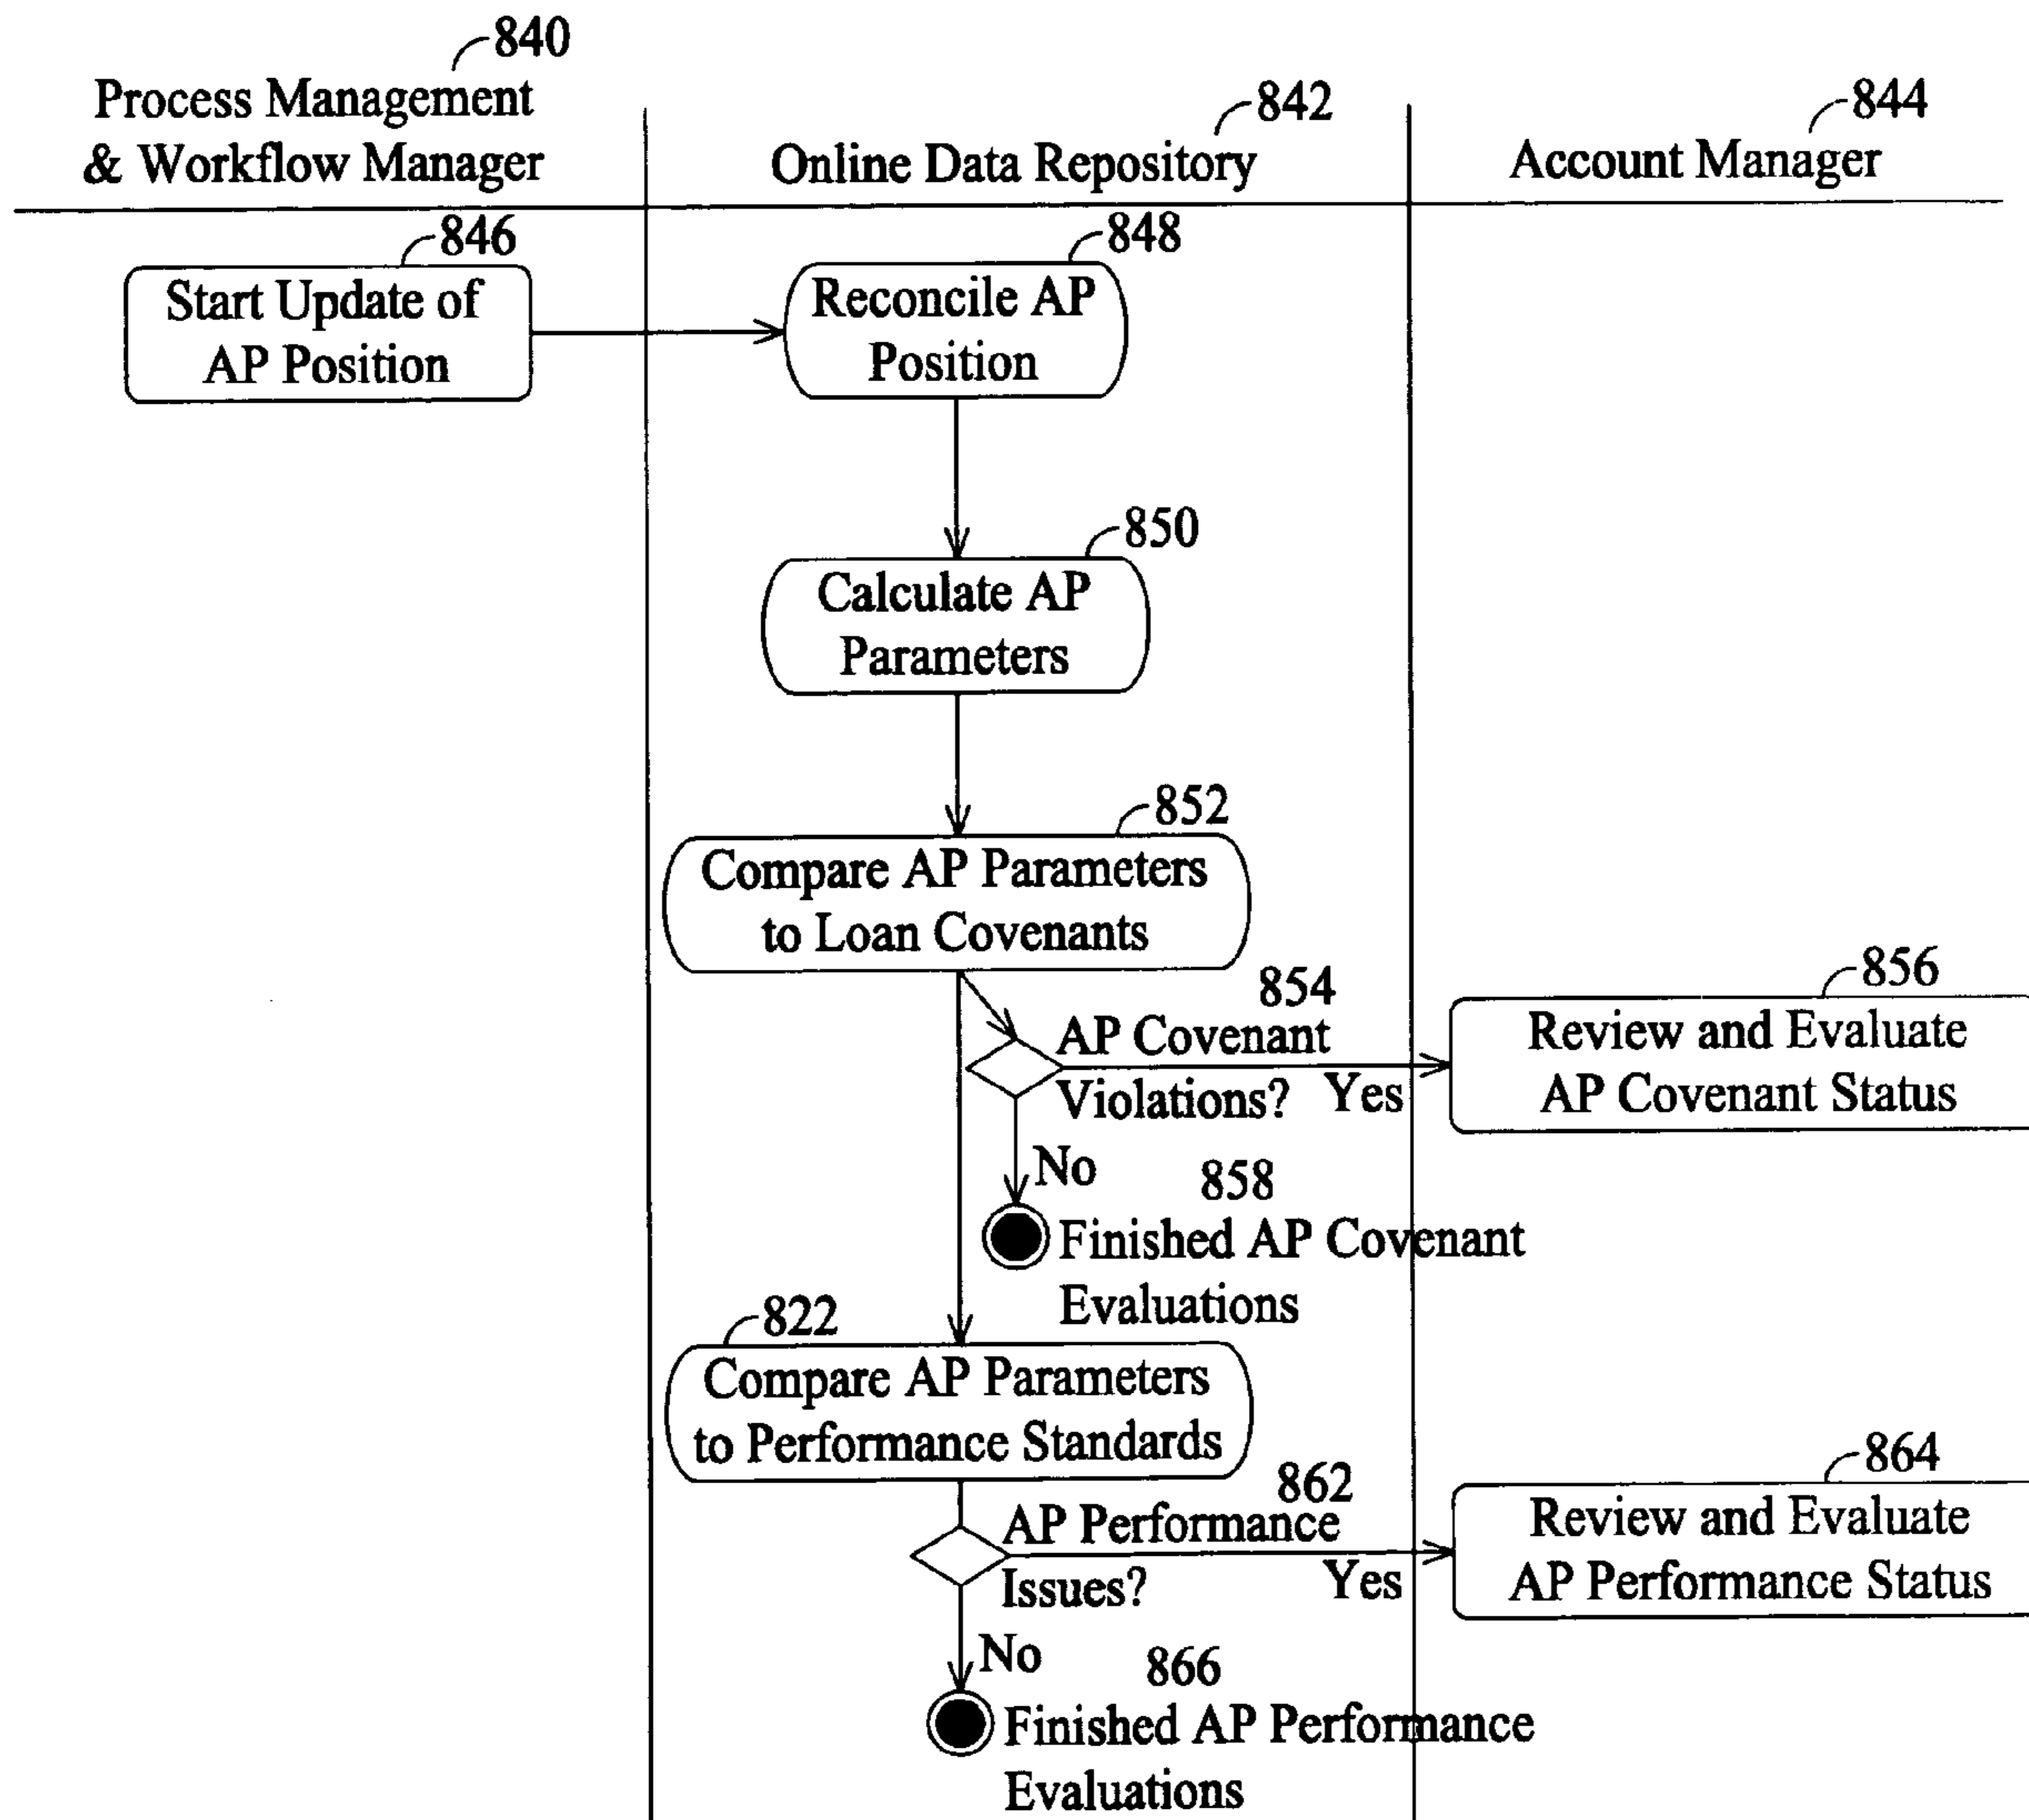 840
Process Management
& Workflow Manager
842
Online Data Repository
844
Account Manager
846
Start Update of
AP Position
848
Reconcile AP
Position
850
Calculate AP
Parameters
852
Compare AP Parameters
to Loan Covenants
854
AP Covenant
Violations? Yes
856
Review and Evaluate
AP Covenant Status
No
858
Finished AP Covenant
Evaluations
822
Compare AP Parameters
to Performance Standards
862
AP Performance
Issues? Yes
864
Review and Evaluate
AP Performance Status
No
866
Finished AP Performance
Evaluations